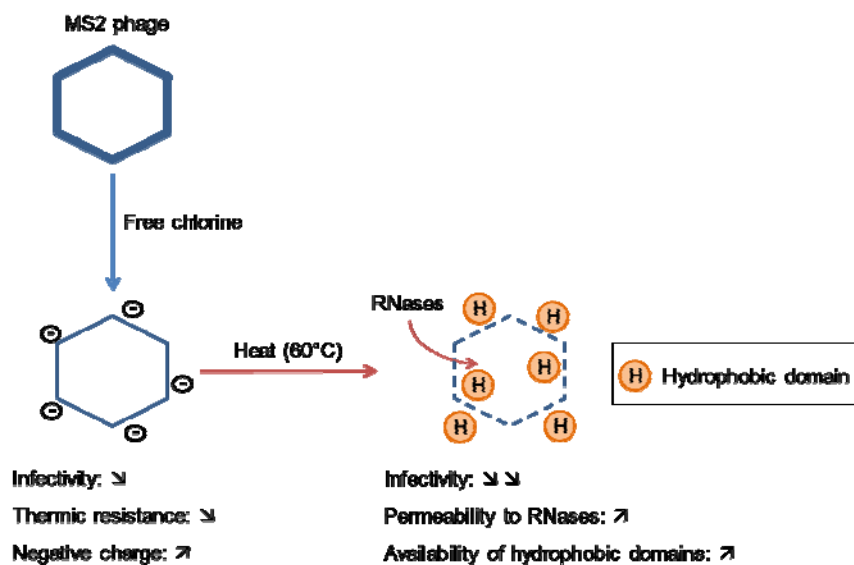 MS2 phage
Free chlorine
RNases
Heat (60°C)
H
H
H
H
H
H
H Hydrophobic domain
Infectivity: ↘
Thermic resistance: ↘
Negative charge: ↗
Infectivity: ↘ ↘
Permeability to RNases: ↗
Availability of hydrophobic domains: ↗